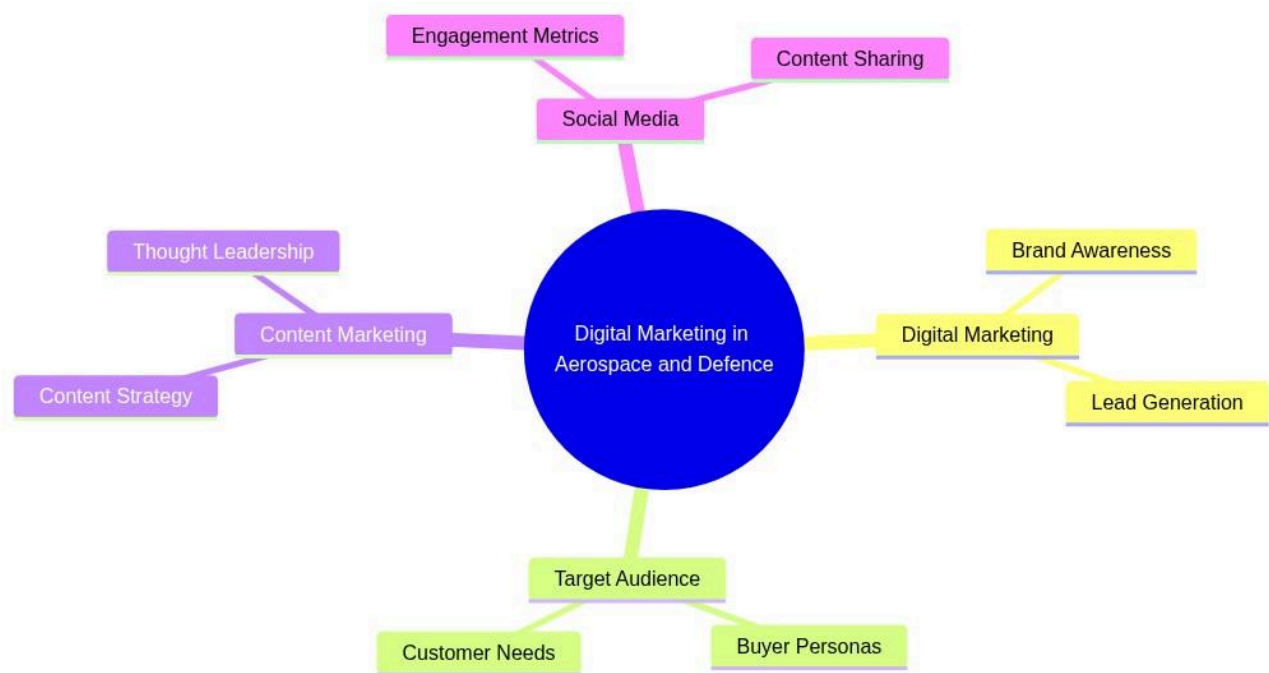 Engagement Metrics
Content Sharing
Social Media
Thought Leadership
Brand Awareness
Content Marketing
Digital Marketing in
Aerospace and Defence
Digital Marketing
Content Strategy
Lead Generation
Target Audience
Customer Needs
Buyer Personas